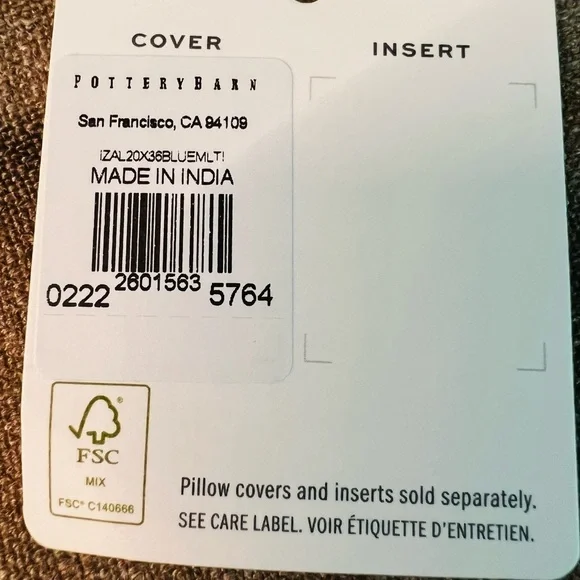 COVER
INSERT
POTTERYBARN
San Francisco, CA 94109
¡ZAL20X36BLUEMLT!
MADE IN INDIA
2601563
0222 5764
®
FSC
MIX
FSC® C140666
Pillow covers and inserts sold separately.
SEE CARE LABEL. VOIR ÉTIQUETTE D'ENTRETIEN.